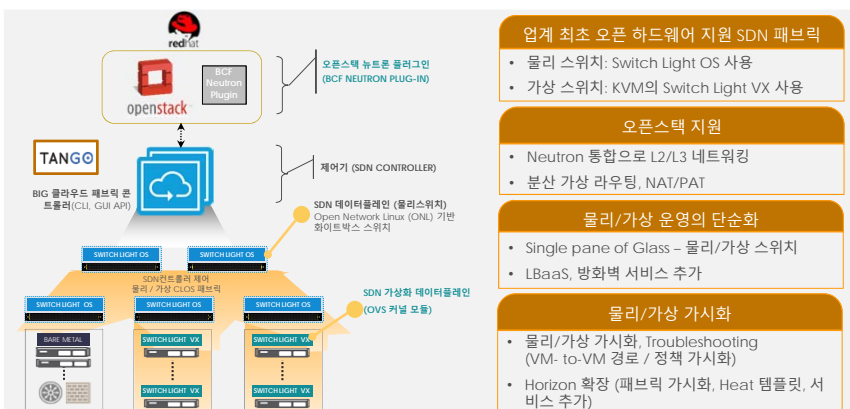 redhat
openstack
BCF
Neutron
Plugin
오픈스택 뉴트론 플러그인
(BCF NEUTRON PLUG-IN)
TANGO
BIG 클라우드 패브릭 콘
트롤러(CLI, GUI API)
제어기 (SDN CONTROLLER)
SDN 데이터플레인 (물리스위치)
Open Network Linux (ONL) 기반
화이트박스 스위치
SWITCH LIGHT OS
SWITCH LIGHT OS
SDN컨트롤러 제어
물리 / 가상 CLOS 패브릭
SWITCH LIGHT OS
SWITCH LIGHT OS
SWITCH LIGHT OS
SDN 가상화 데이터플레인
(OVS 커널 모듈)
BARE METAL
SWITCH LIGHT VX
SWITCH LIGHT VX
SWITCH LIGHT VX
SWITCH LIGHT VX
업계 최초 오픈 하드웨어 지원 SDN 패브릭
• 물리 스위치: Switch Light OS 사용
• 가상 스위치: KVM의 Switch Light VX 사용
오픈스택 지원
• Neutron 통합으로 L2/L3 네트워킹
• 분산 가상 라우팅, NAT/PAT
물리/가상 운영의 단순화
• Single pane of Glass – 물리/가상 스위치
• LBaaS, 방화벽 서비스 추가
물리/가상 가시화
• 물리/가상 가시화, Troubleshooting
(VM- to-VM 경로 / 정책 가시화)
• Horizon 확장 (패브릭 가시화, Heat 템플릿, 서
비스 추가)